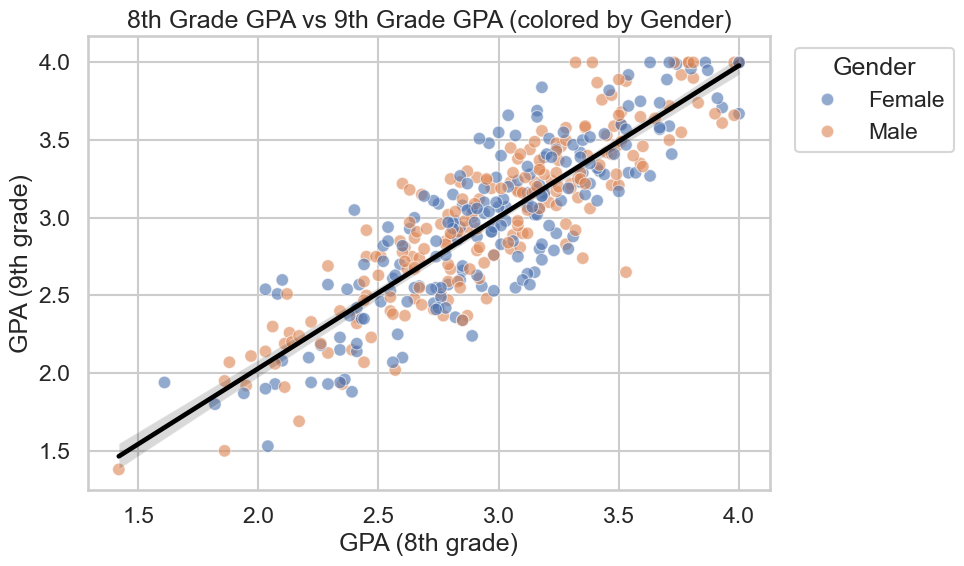 8th Grade GPA vs 9th Grade GPA (colored by Gender)
GPA (9th grade)
4.0
3.5
3.0
2.5
2.0
1.5
1.5 2.0 2.5 3.0 3.5 4.0
GPA (8th grade)
Gender
Female
Male